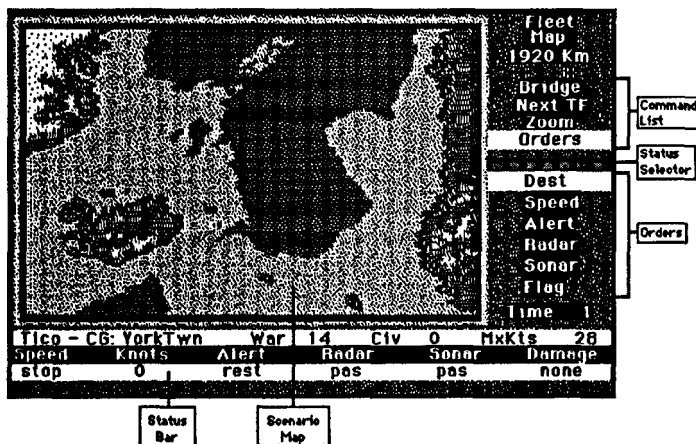 Fleet
Map
1920 Km
Bridge
Next TF
Zoom
Orders
Dest
Speed
Alert
Radar
Sonar
Flag
Time 1
Command
List
Status
Selector
Orders
Tico - CG: YorkTwn War 14 Civ 0 MxKts 28
Speed Knots Alert Radar Sonar Damage
stop 0 rest pas pas none
Status
Bar
Scenario
Map